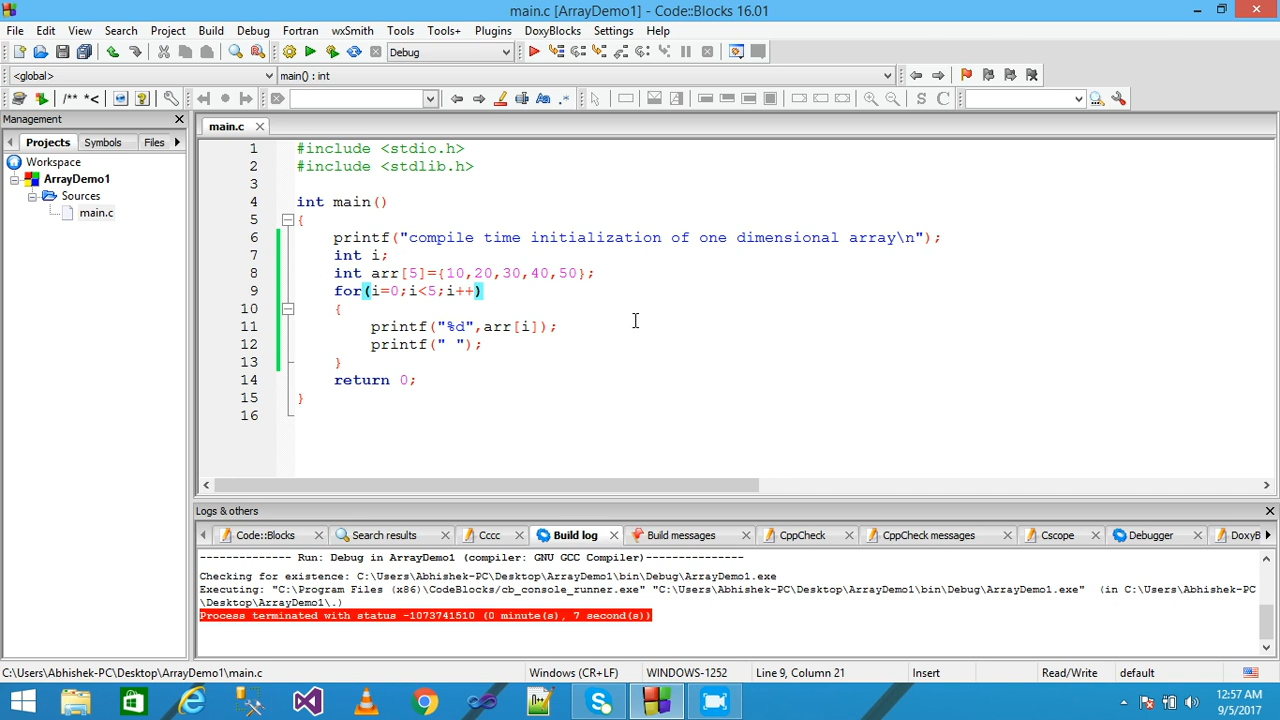 main.c [ArrayDemo1] - Code::Blocks 16.01
File Edit View Search Project Build Debug Fortran wxSmith Tools Tools+ Plugins DoxyBlocks Settings Help
Debug
<global> main() : int
/** *<
S C
Management
Projects Symbols Files
Workspace
ArrayDemo1
Sources
main.c
main.c
1 #include <stdio.h>
2 #include <stdlib.h>
3
4 int main()
5 {
6 printf("compile time initialization of one dimensional array\n");
7 int i;
8 int arr[5]={10,20,30,40,50};
9 for(i=0;i<5;i++)
10 {
11 printf("%d",arr[i]);
12 printf(" ");
13 }
14 return 0;
15 }
16
Logs & others
Code::Blocks Search results Cccc Build log Build messages CppCheck CppCheck messages Cscope Debugger DoxyB
-------------- Run: Debug in ArrayDemo1 (compiler: GNU GCC Compiler)---------------
Checking for existence: C:\Users\Abhishek-PC\Desktop\ArrayDemo1\bin\Debug\ArrayDemo1.exe
Executing: "C:\Program Files (x86)\CodeBlocks/cb_console_runner.exe" "C:\Users\Abhishek-PC\Desktop\ArrayDemo1\bin\Debug\ArrayDemo1.exe" (in C:\Users\Abhishek-PC
\Desktop\ArrayDemo1\.)
Process terminated with status -1073741510 (0 minute(s), 7 second(s))
C:\Users\Abhishek-PC\Desktop\ArrayDemo1\main.c Windows (CR+LF) WINDOWS-1252 Line 9, Column 21 Insert Read/Write default
12:57 AM
9/5/2017